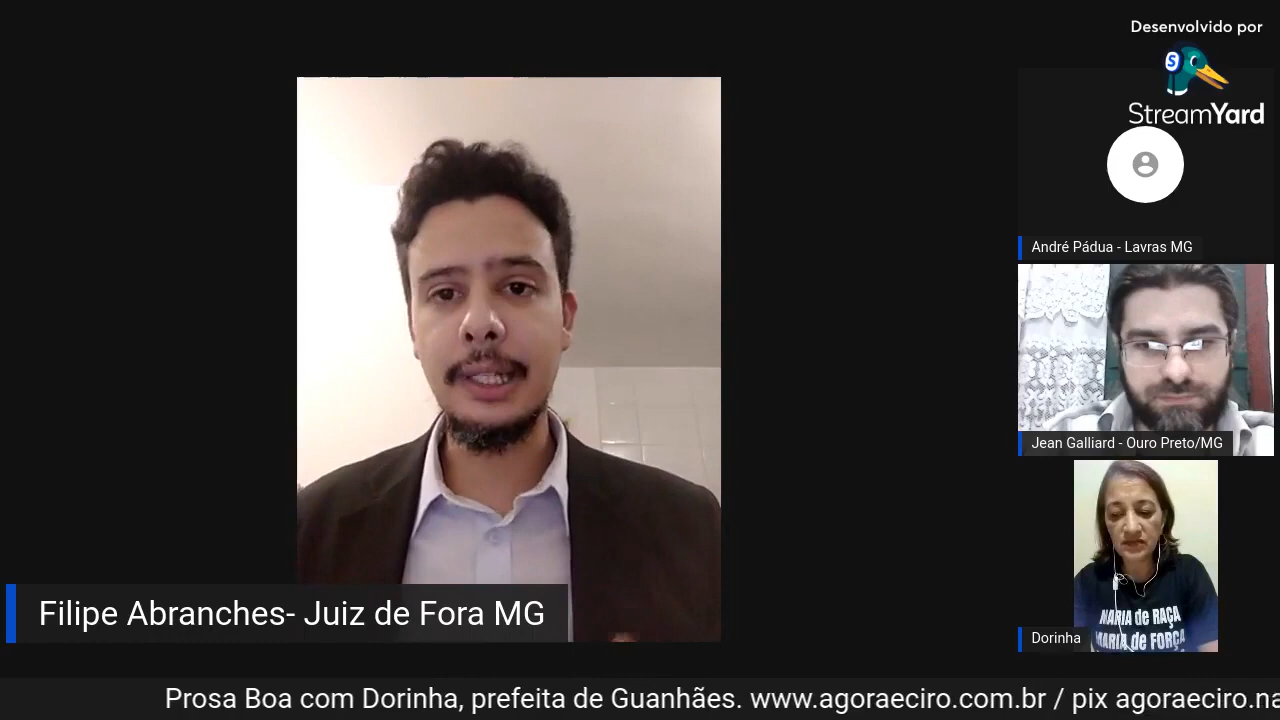 Desenvolvido por
S
StreamYard
André Pádua - Lavras MG
Jean Galliard - Ouro Preto/MG
MARIA de RAÇA
MARIA de FORÇA
Dorinha
Filipe Abranches- Juiz de Fora MG
Prosa Boa com Dorinha, prefeita de Guanhães. www.agoraeciro.com.br / pix agoraeciro.na